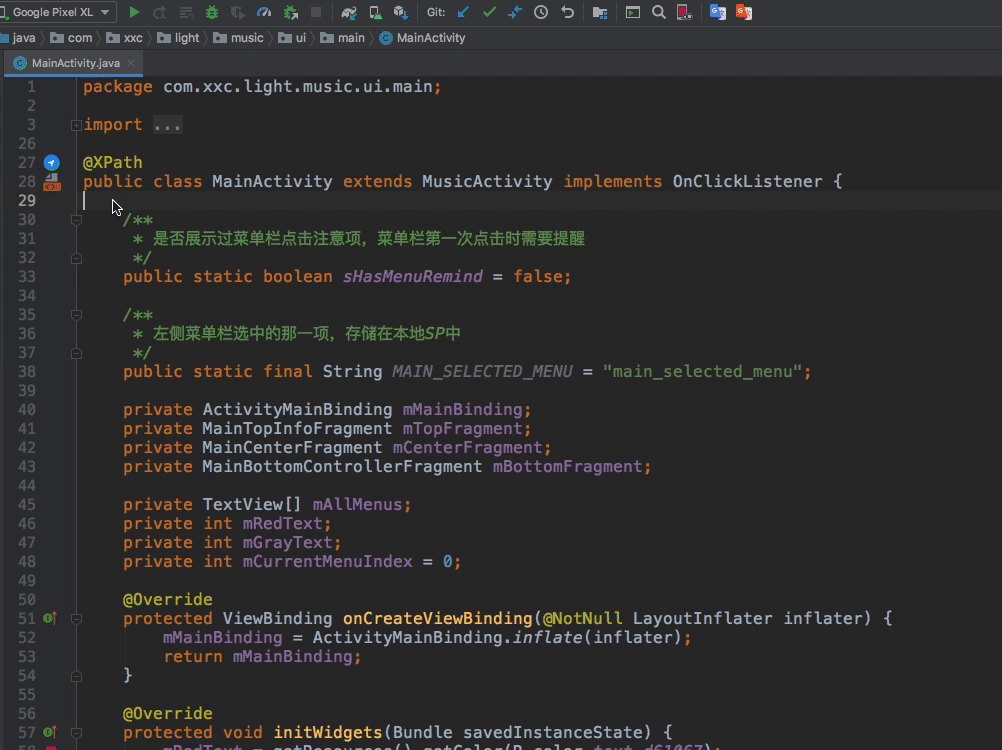 Google Pixel XL Git:
java com xxc light music ui main MainActivity
MainActivity.java
1 package com.xxc.light.music.ui.main;
2
3 import ...
26
27 @XPath
28 public class MainActivity extends MusicActivity implements OnClickListener {
29
30 /**
31 * 是否展示过菜单栏点击注意项，菜单栏第一次点击时需要提醒
32 */
33 public static boolean sHasMenuRemind = false;
34
35 /**
36 * 左侧菜单栏选中的那一项，存储在本地SP中
37 */
38 public static final String MAIN_SELECTED_MENU = "main_selected_menu";
39
40 private ActivityMainBinding mMainBinding;
41 private MainTopInfoFragment mTopFragment;
42 private MainCenterFragment mCenterFragment;
43 private MainBottomControllerFragment mBottomFragment;
44
45 private TextView[] mAllMenus;
46 private int mRedText;
47 private int mGrayText;
48 private int mCurrentMenuIndex = 0;
49
50 @Override
51 protected ViewBinding onCreateViewBinding(@NotNull LayoutInflater inflater) {
52 mMainBinding = ActivityMainBinding.inflate(inflater);
53 return mMainBinding;
54 }
55
56 @Override
57 protected void initWidgets(Bundle savedInstanceState) {
58 mRedText = getResources().getColor(R.color.text_d61067);